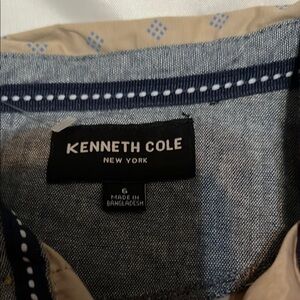 KENNETH COLE
NEW YORK
6
MADE IN
BANGLADESH